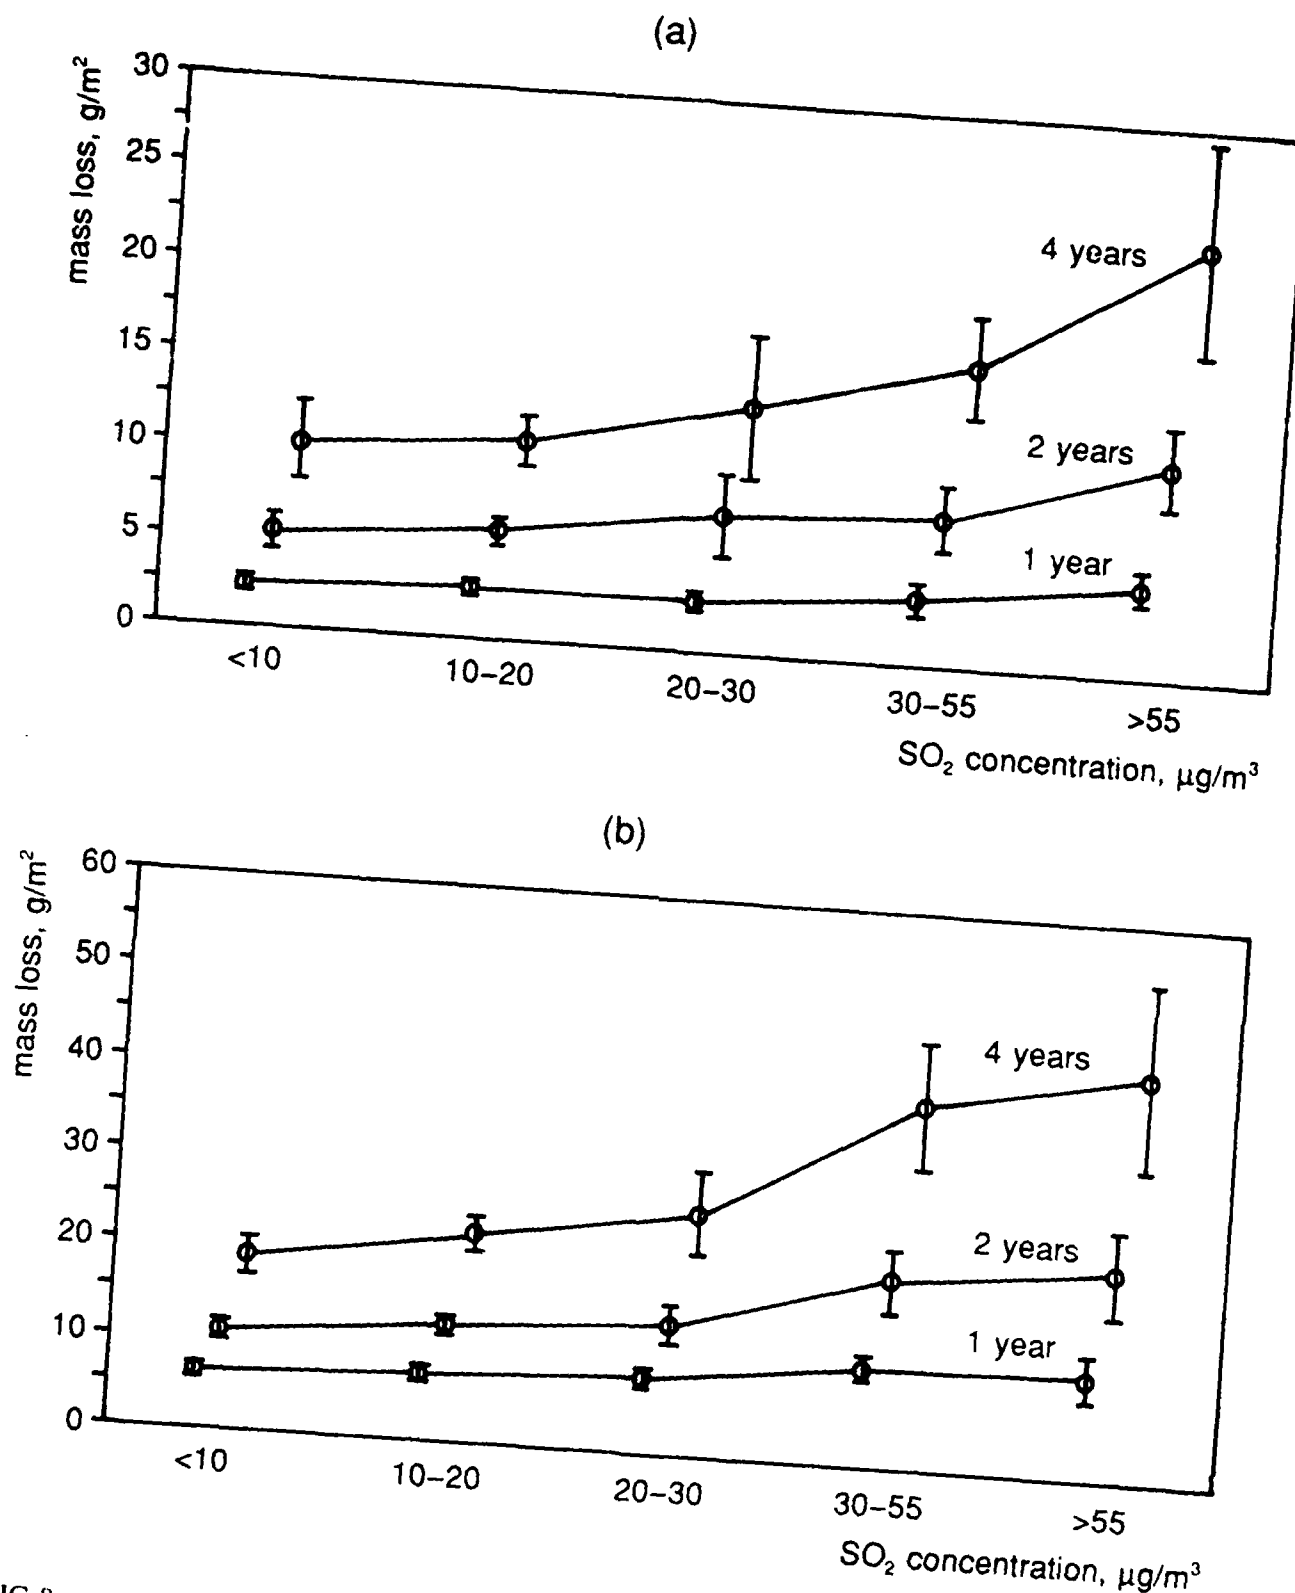 (a)
mass loss, g/m²
30
25
20
15
10
5
0
4 years
2 years
1 year
<10
10–20
20–30
30–55
>55
SO₂ concentration, μg/m³
(b)
mass loss, g/m²
60
50
40
30
20
10
0
4 years
2 years
1 year
<10
10–20
20–30
30–55
>55
SO₂ concentration, μg/m³